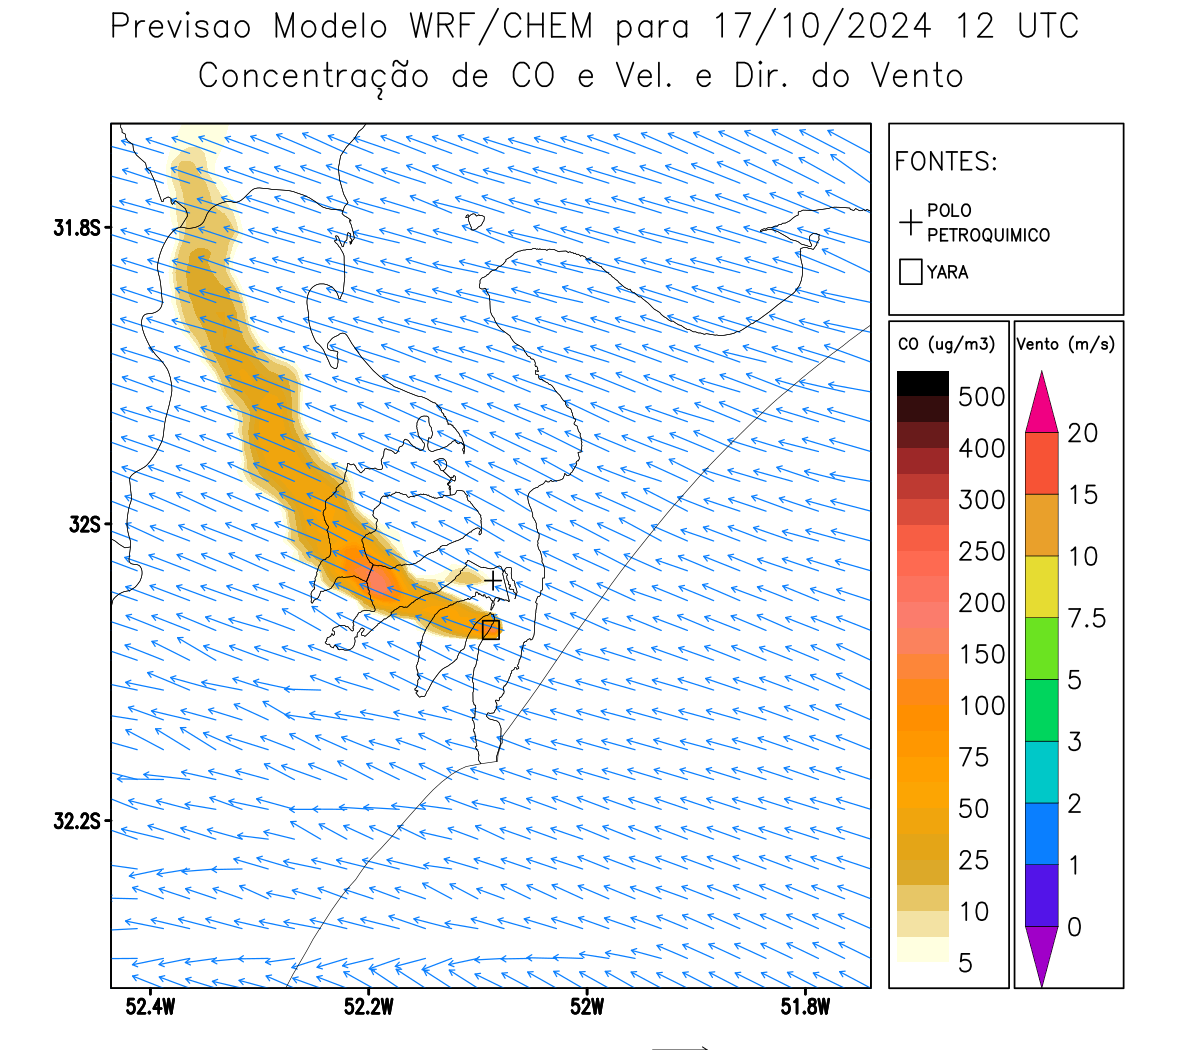 Previsao Modelo WRF/CHEM para 17/10/2024 12 UTC
Concentração de CO e Vel. e Dir. do Vento
FONTES:
POLO
PETROQUIMICO
YARA
CO (ug/m3)
500
400
300
250
200
150
100
75
50
25
10
5
Vento (m/s)
20
15
10
7.5
5
3
2
1
0
31.8S
32S
32.2S
52.4W
52.2W
52W
51.8W